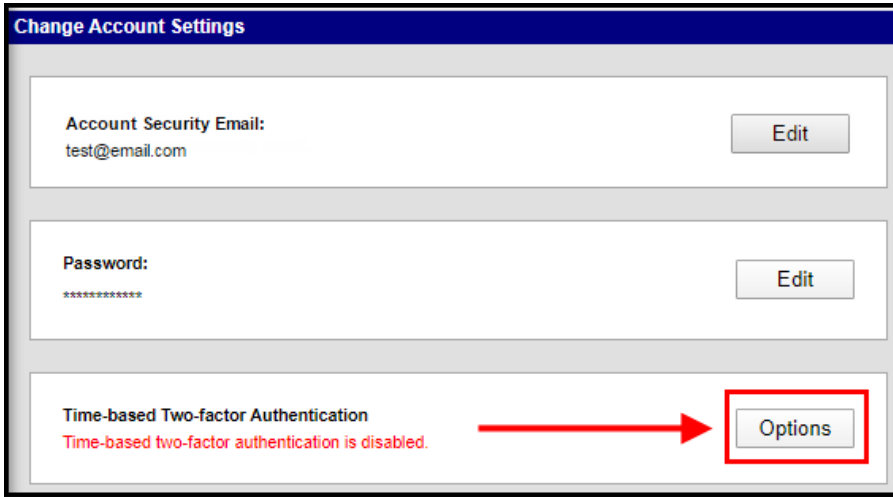 Change Account Settings
Account Security Email:
test@email.com
Edit
Password:
************
Edit
Time-based Two-factor Authentication
Time-based two-factor authentication is disabled.
Options